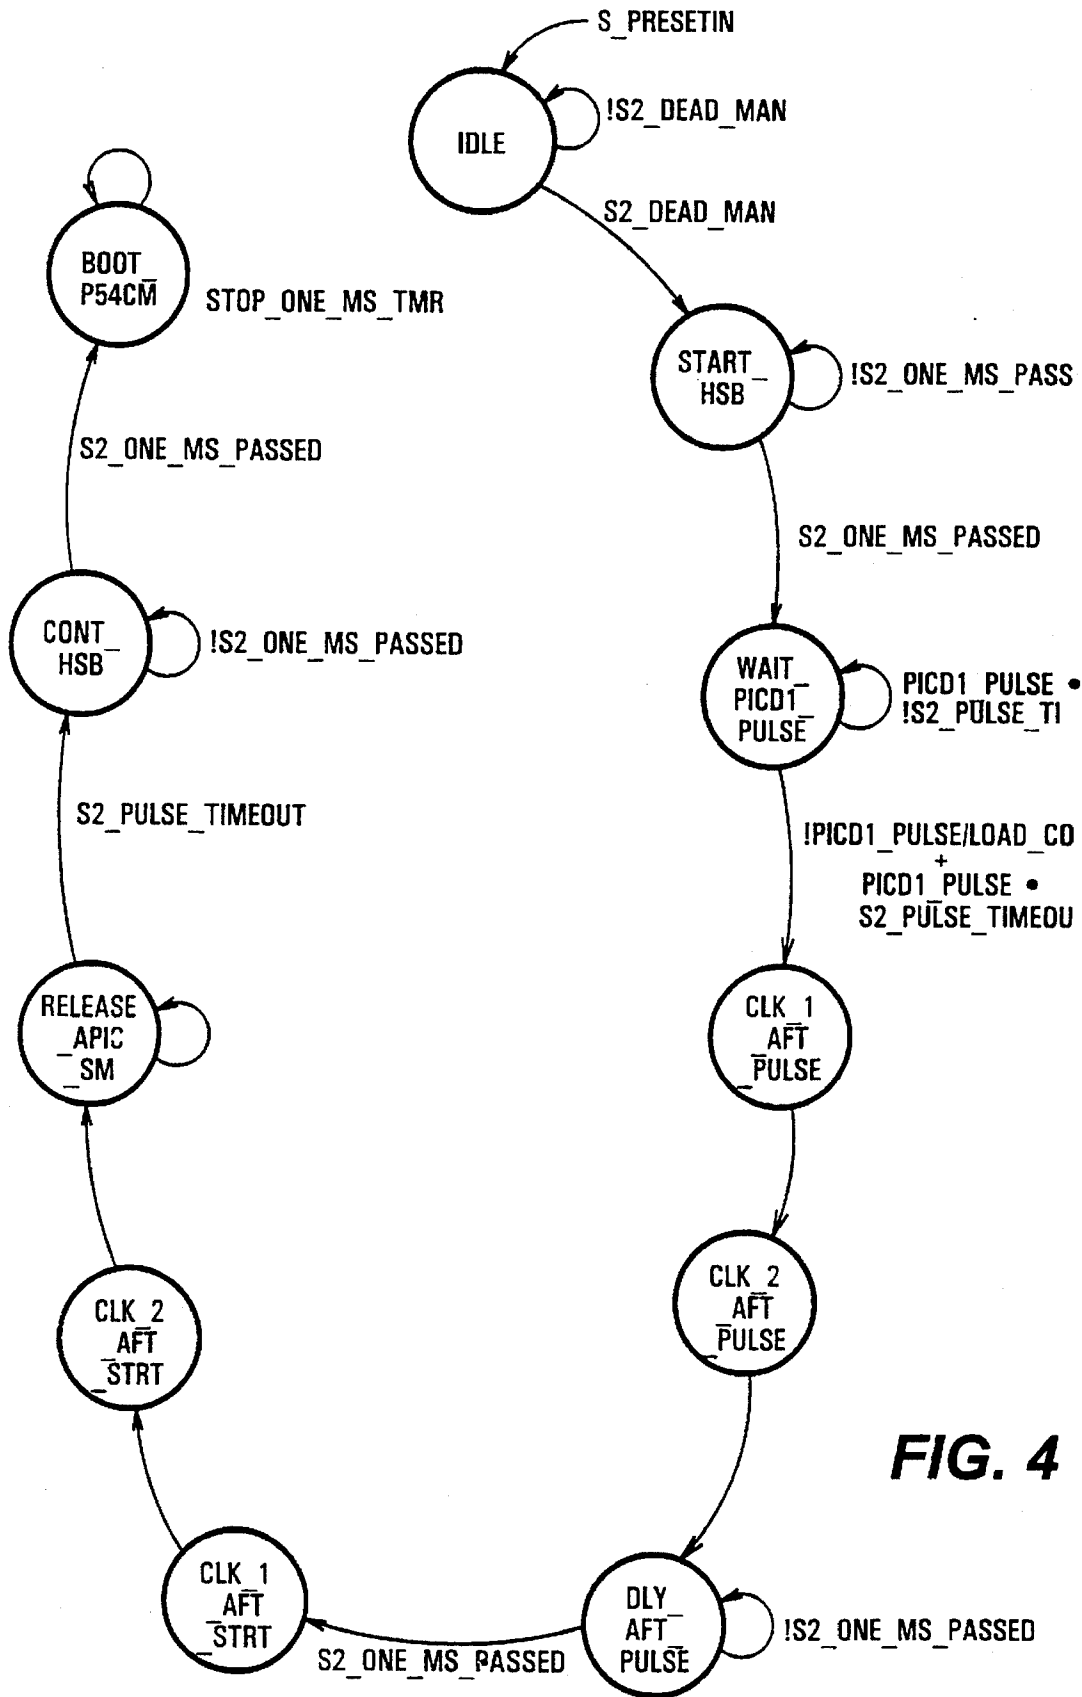 S_PRESETIN
IDLE
!S2_DEAD_MAN
S2_DEAD_MAN
BOOT_
P54CM
STOP_ONE_MS_TMR
START_
HSB
!S2_ONE_MS_PASS
S2_ONE_MS_PASSED
S2_ONE_MS_PASSED
CONT_
HSB
!S2_ONE_MS_PASSED
WAIT_
PICD1_
PULSE
PICD1_PULSE •
!S2_PULSE_TI
S2_PULSE_TIMEOUT
!PICD1_PULSE/LOAD_CO
+
PICD1_PULSE •
S2_PULSE_TIMEOU
RELEASE
_APIC
_SM
CLK_1
_AFT
_PULSE
CLK_2
_AFT
_PULSE
CLK_2
_AFT
_STRT
FIG. 4
CLK_1
_AFT
_STRT
DLY_
AFT_
PULSE
!S2_ONE_MS_PASSED
S2_ONE_MS_PASSED